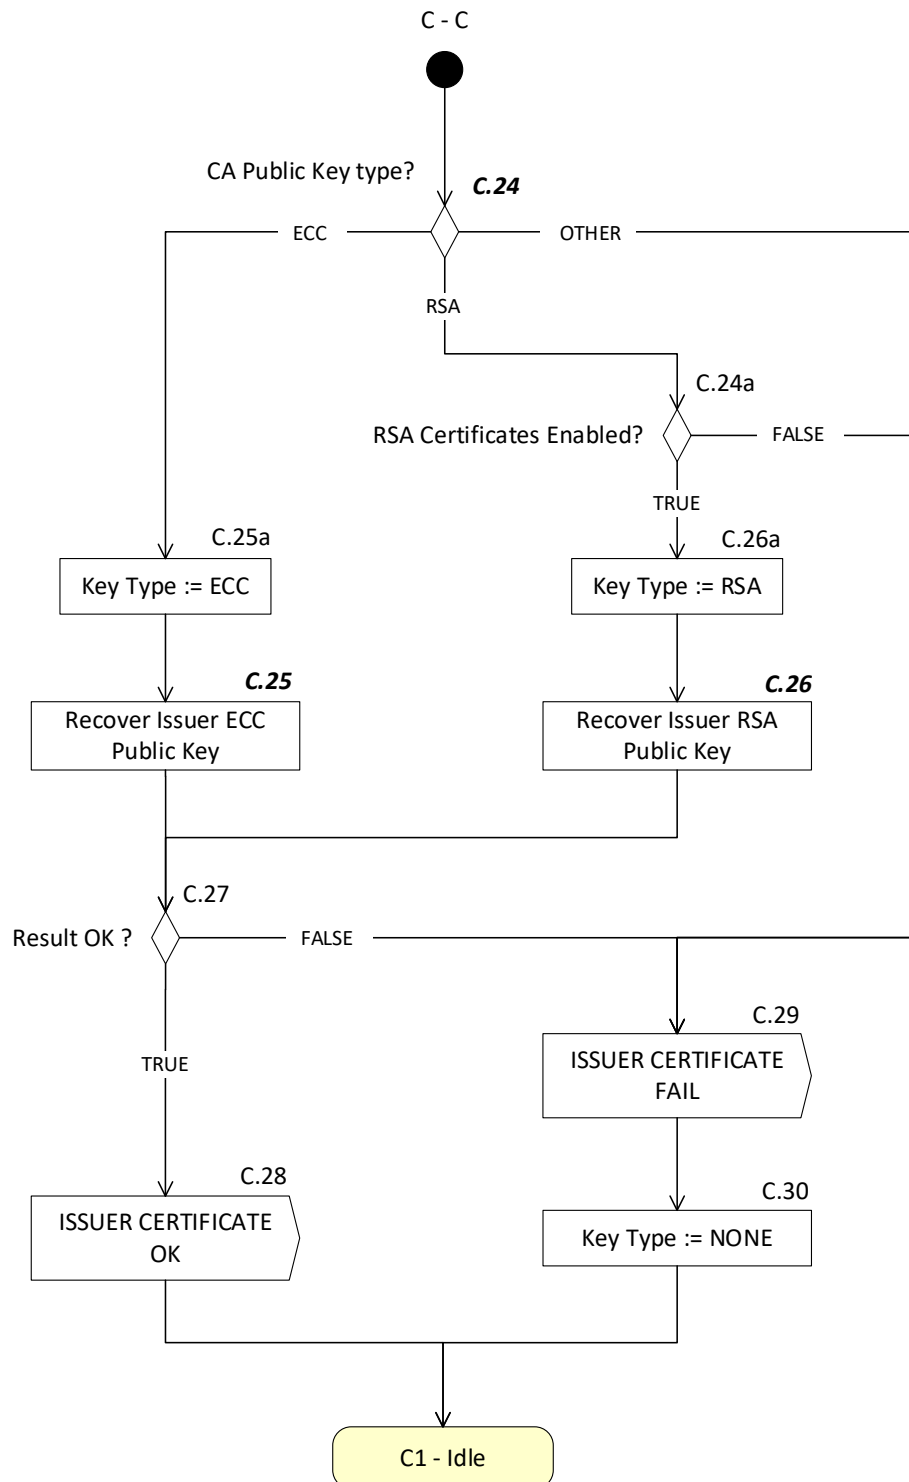 C - C
CA Public Key type?
C.24
ECC
OTHER
RSA
C.24a
RSA Certificates Enabled?
FALSE
TRUE
C.25a
C.26a
Key Type := ECC
Key Type := RSA
C.25
C.26
Recover Issuer ECC
Public Key
Recover Issuer RSA
Public Key
C.27
Result OK ?
FALSE
C.29
TRUE
ISSUER CERTIFICATE
FAIL
C.28
C.30
ISSUER CERTIFICATE
OK
Key Type := NONE
C1 - Idle